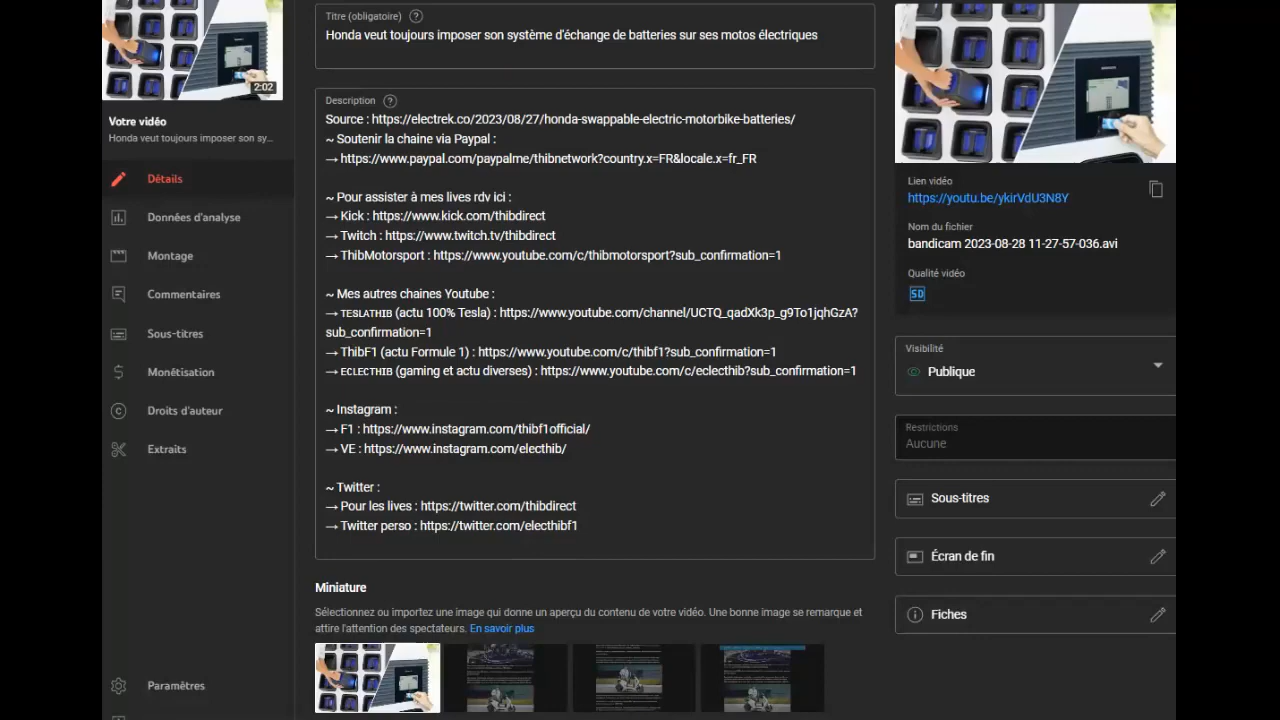 2:02
Votre vidéo
Honda veut toujours imposer son sy...
Détails
Données d'analyse
Montage
Commentaires
Sous-titres
Monétisation
Droits d'auteur
Extraits
Paramètres
Titre (obligatoire)
Honda veut toujours imposer son système d'échange de batteries sur ses motos électriques
Description
Source : https://electrek.co/2023/08/27/honda-swappable-electric-motorbike-batteries/
~ Soutenir la chaine via Paypal :
→ https://www.paypal.com/paypalme/thibnetwork?country.x=FR&locale.x=fr_FR
~ Pour assister à mes lives rdv ici :
→ Kick : https://www.kick.com/thibdirect
→ Twitch : https://www.twitch.tv/thibdirect
→ ThibMotorsport : https://www.youtube.com/c/thibmotorsport?sub_confirmation=1
~ Mes autres chaines Youtube :
→ ᴛᴇsʟᴀᴛʜɪʙ (actu 100% Tesla) : https://www.youtube.com/channel/UCTQ_qadXk3p_g9To1jqhGzA?
sub_confirmation=1
→ ThibF1 (actu Formule 1) : https://www.youtube.com/c/thibf1?sub_confirmation=1
→ ᴇᴄʟᴇᴄᴛʜɪʙ (gaming et actu diverses) : https://www.youtube.com/c/eclecthib?sub_confirmation=1
~ Instagram :
→ F1 : https://www.instagram.com/thibf1official/
→ VE : https://www.instagram.com/electhib/
~ Twitter :
→ Pour les lives : https://twitter.com/thibdirect
→ Twitter perso : https://twitter.com/electhibf1
Miniature
Sélectionnez ou importez une image qui donne un aperçu du contenu de votre vidéo. Une bonne image se remarque et
attire l'attention des spectateurs. En savoir plus
Lien vidéo
https://youtu.be/ykirVdU3N8Y
Nom du fichier
bandicam 2023-08-28 11-27-57-036.avi
Qualité vidéo
SD
Visibilité
Publique
Restrictions
Aucune
Sous-titres
Écran de fin
Fiches